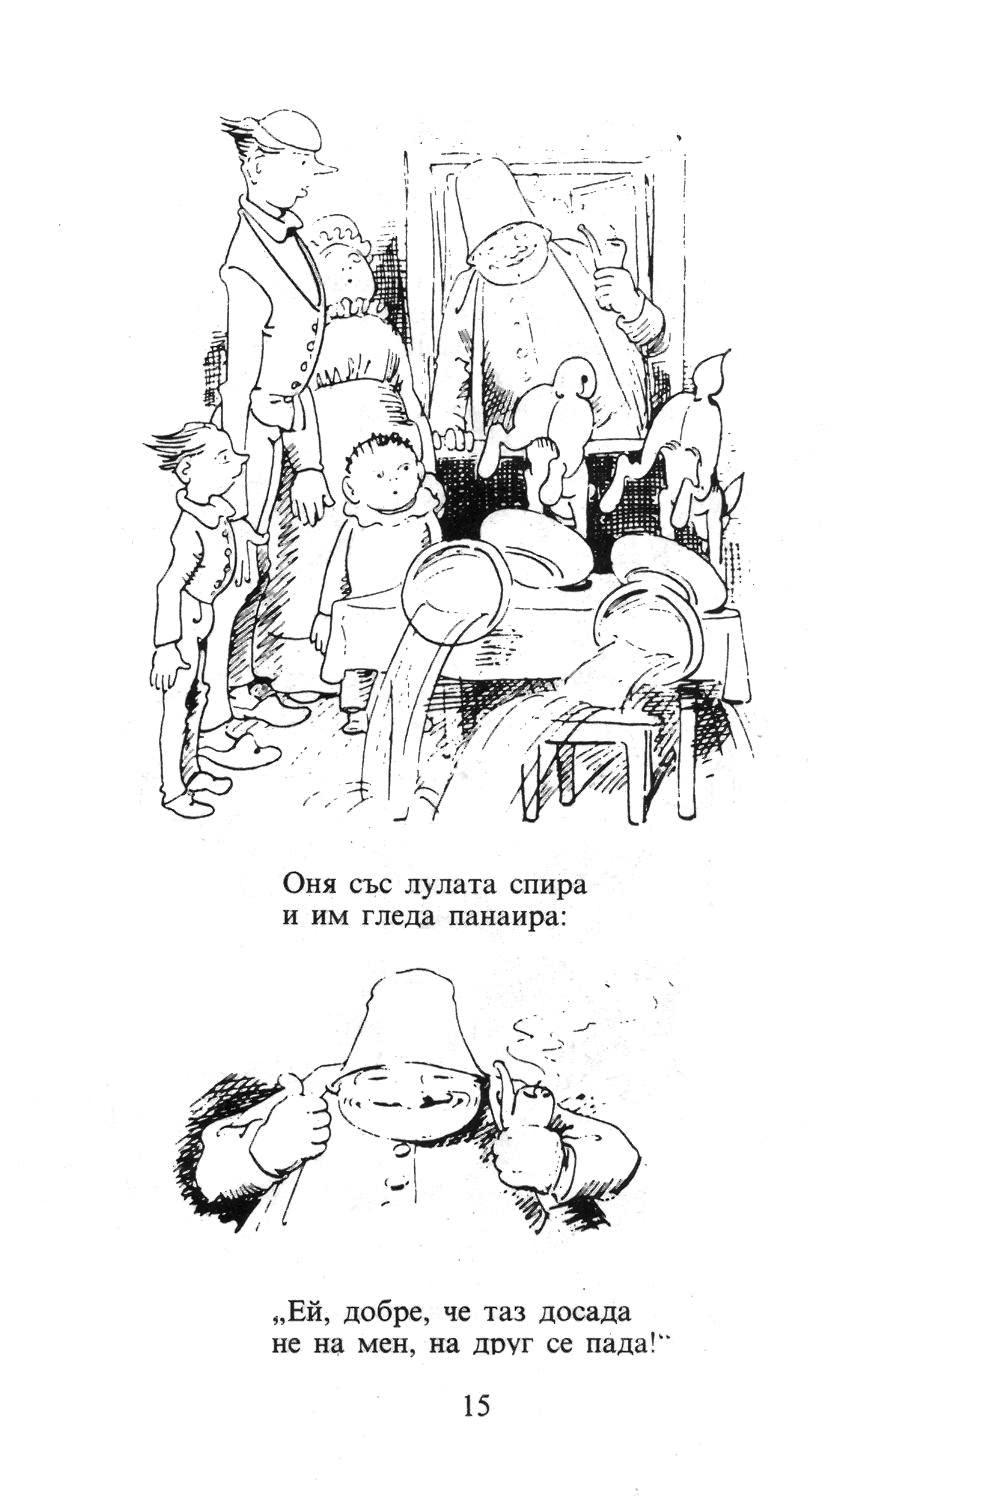 Оня със лулата спира
и им гледа панаира:
„Ей, добре, че таз досада
не на мен, на друг се пада!“
15